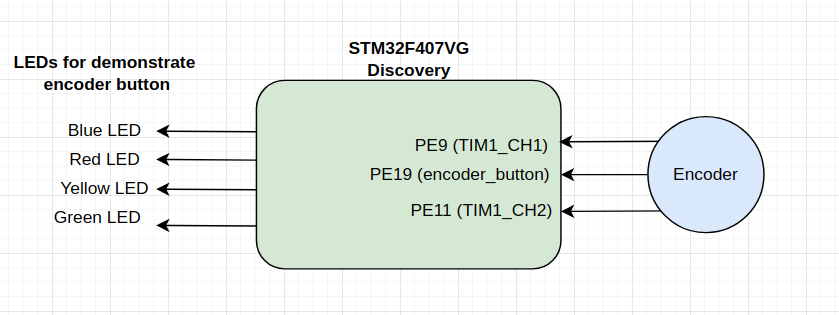 STM32F407VG
Discovery
LEDs for demonstrate
encoder button
Blue LED
Red LED
Yellow LED
Green LED
PE9 (TIM1_CH1)
PE19 (encoder_button)
PE11 (TIM1_CH2)
Encoder